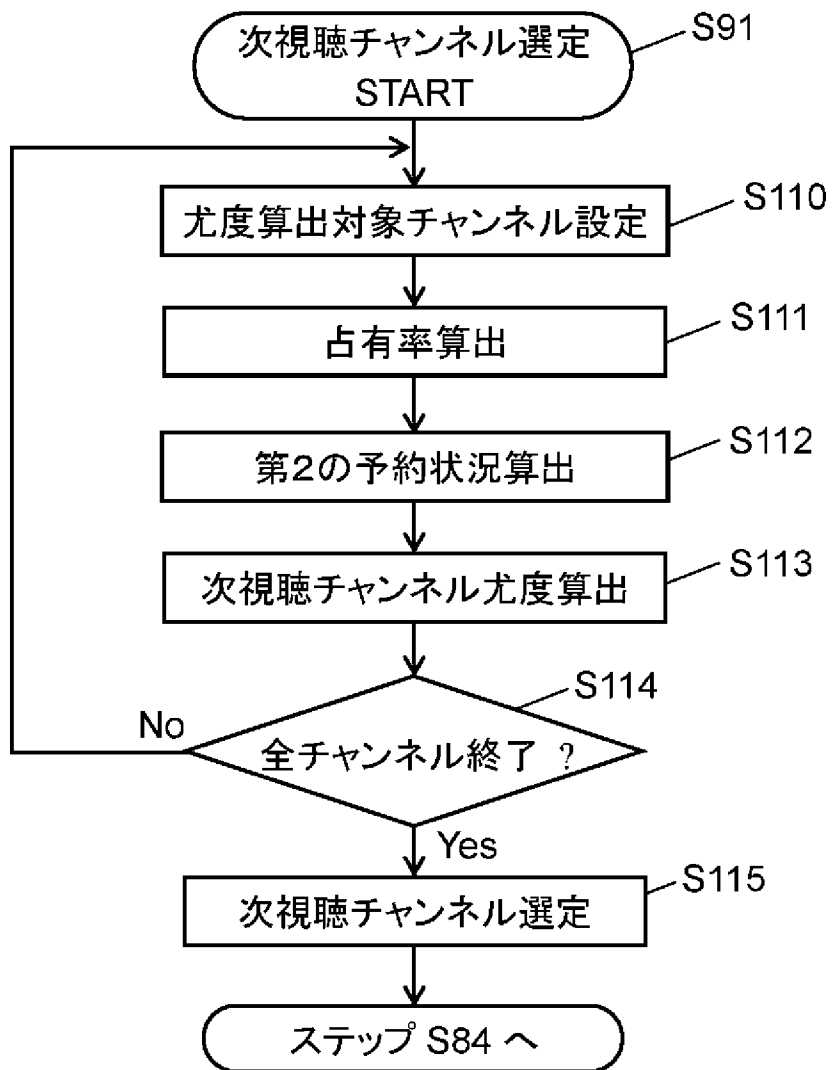 次視聴チャンネル選定
START
S91
尤度算出対象チャンネル設定
S110
占有率算出
S111
第2の予約状況算出
S112
次視聴チャンネル尤度算出
S113
全チャンネル終了 ?
S114
No
Yes
次視聴チャンネル選定
S115
ステップ S84 へ